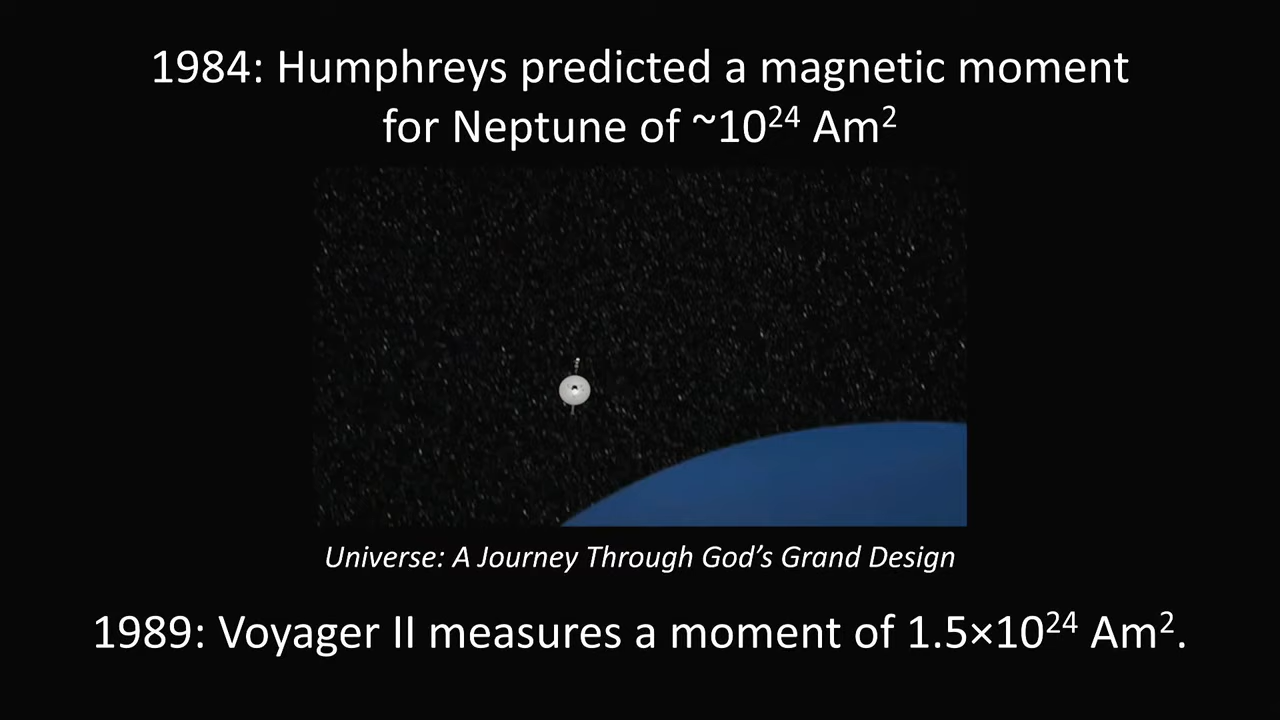 1984: Humphreys predicted a magnetic moment
for Neptune of ~10²⁴ Am²
Universe: A Journey Through God’s Grand Design
1989: Voyager II measures a moment of 1.5×10²⁴ Am².